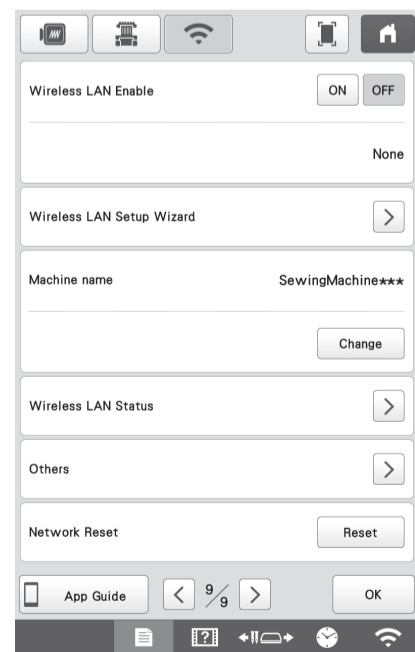 Wireless LAN Enable
ON OFF
None
Wireless LAN Setup Wizard
Machine name SewingMachine***
Change
Wireless LAN Status
Others
Network Reset Reset
App Guide 9/9 OK